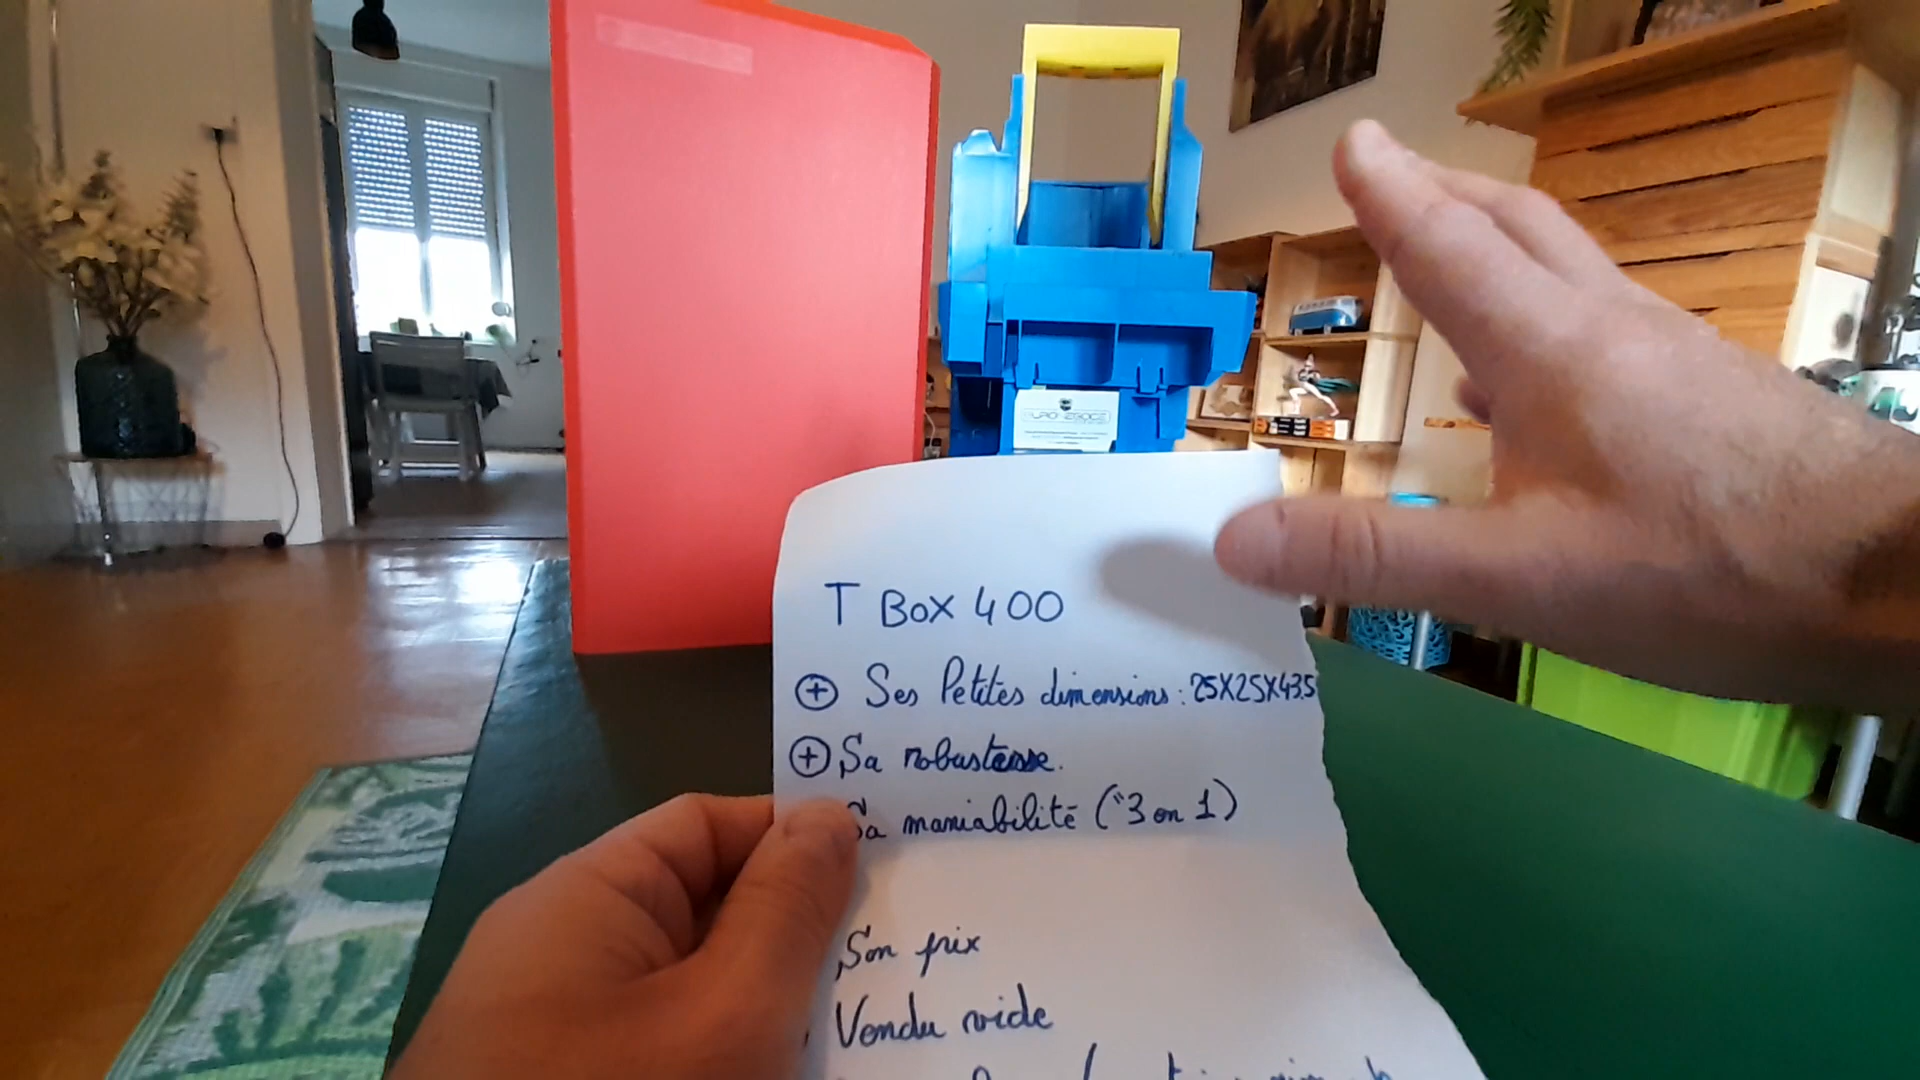 T BOX 400
⊕ Ses Petites dimensions : 25X25X43.5
⊕ Sa robustesse.
Sa maniabilité ("3 en 1)
Son prix
Vendu vide